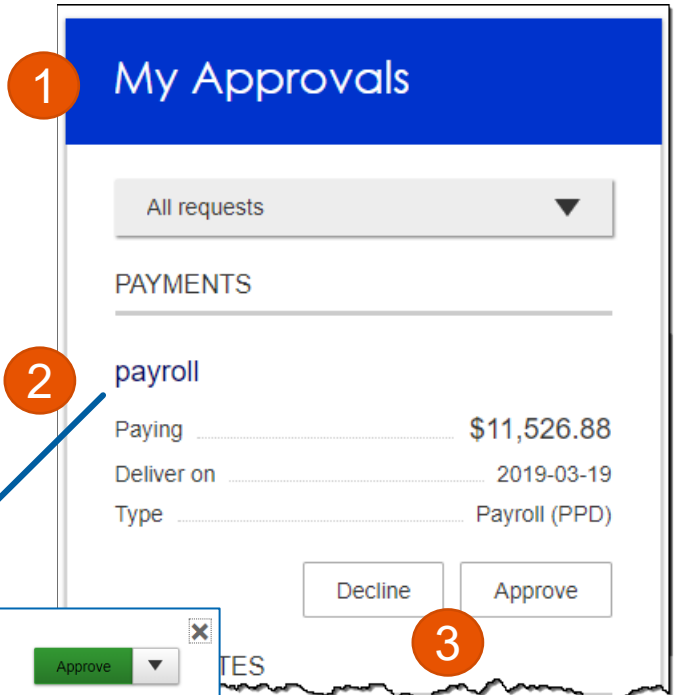 1 My Approvals
All requests
PAYMENTS
2 payroll
Paying $11,526.88
Deliver on 2019-03-19
Type Payroll (PPD)
Decline Approve
3
Approve
TES